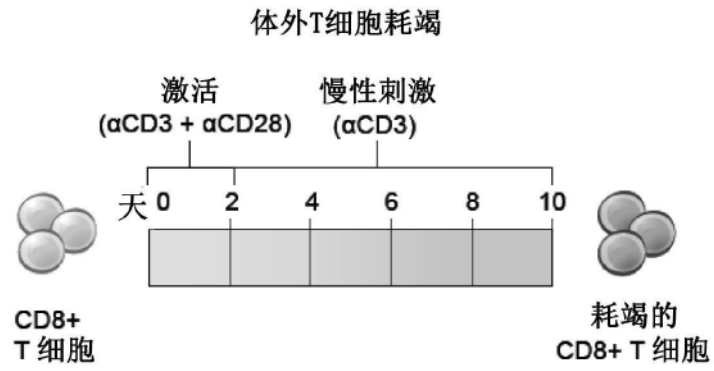 体外T细胞耗竭
激活
(αCD3 + αCD28)
慢性刺激
(αCD3)
天 0 2 4 6 8 10
CD8+
T 细胞
耗竭的
CD8+ T 细胞